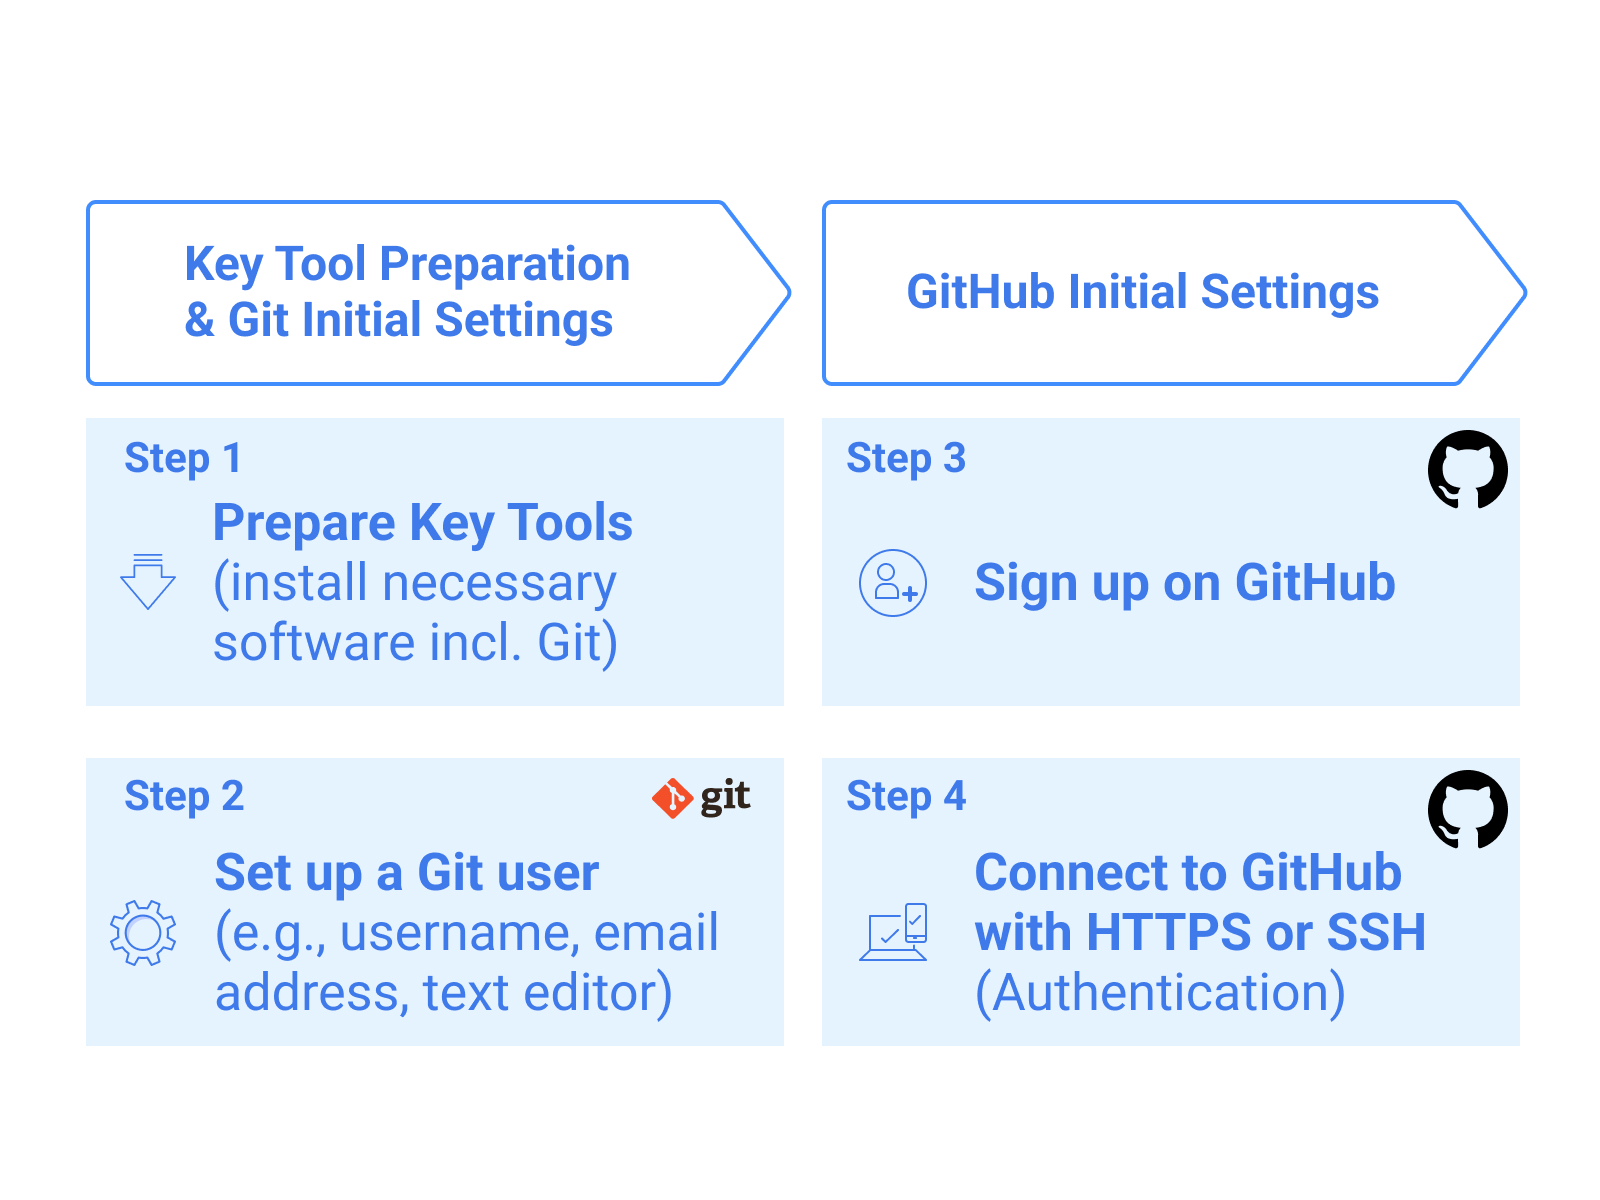 Key Tool Preparation
& Git Initial Settings
GitHub Initial Settings
Step 1
Prepare Key Tools
(install necessary
software incl. Git)
Step 2
git
Set up a Git user
(e.g., username, email
address, text editor)
Step 3
Sign up on GitHub
Step 4
Connect to GitHub
with HTTPS or SSH
(Authentication)